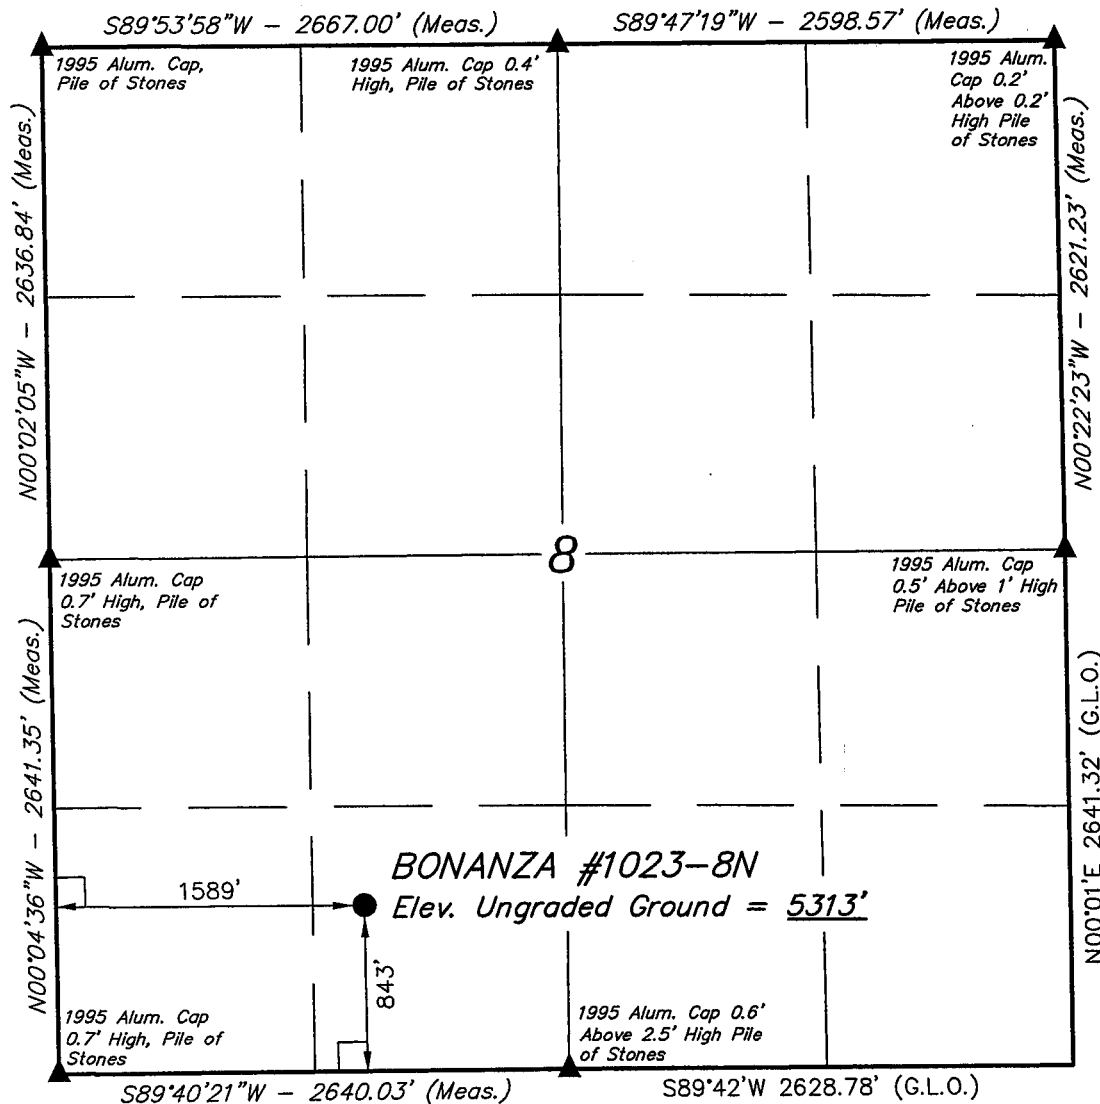 S89°53'58"W - 2667.00' (Meas.)
S89°47'19"W - 2598.57' (Meas.)
1995 Alum. Cap,
Pile of Stones
1995 Alum. Cap 0.4'
High, Pile of Stones
1995 Alum.
Cap 0.2'
Above 0.2'
High Pile
of Stones
N00°02'05"W - 2636.84' (Meas.)
N00°22'23"W - 2621.23' (Meas.)
8
1995 Alum. Cap
0.7' High, Pile of
Stones
1995 Alum. Cap
0.5' Above 1' High
Pile of Stones
N00°04'36"W - 2641.35' (Meas.)
N00°01'E 2641.32' (G.L.O.)
BONANZA #1023-8N
Elev. Ungraded Ground = 5313'
1589'
843'
1995 Alum. Cap
0.7' High, Pile of
Stones
1995 Alum. Cap 0.6'
Above 2.5' High Pile
of Stones
S89°40'21"W - 2640.03' (Meas.)
S89°42'W 2628.78' (G.L.O.)